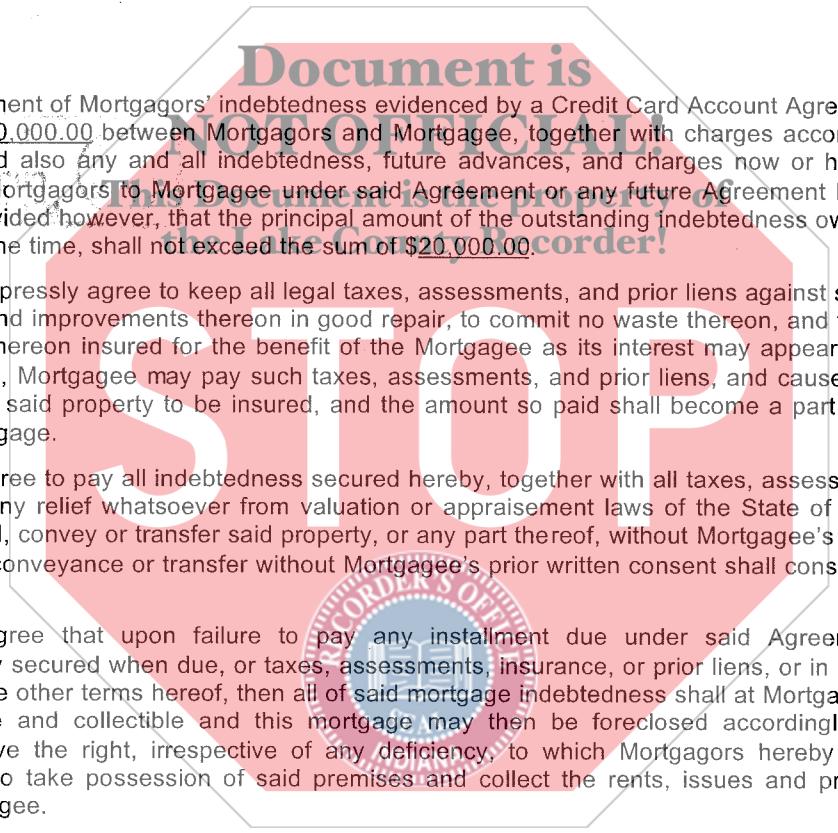 Document is
NOT OFFICIAL!
This Document is the property of
the Lake County Recorder!
STOP
RECORDER'S OFFICE
SEAL
INDIANA
ment of Mortgagors' indebtedness evidenced by a Credit Card Account Agre
0,000.00 between Mortgagors and Mortgagee, together with charges acco
d also any and all indebtedness, future advances, and charges now or h
Mortgagors to Mortgagee under said Agreement or any future Agreement
vided however, that the principal amount of the outstanding indebtedness ow
ne time, shall not exceed the sum of $20,000.00.
pressly agree to keep all legal taxes, assessments, and prior liens against s
nd improvements thereon in good repair, to commit no waste thereon, and
hereon insured for the benefit of the Mortgagee as its interest may appear
, Mortgagee may pay such taxes, assessments, and prior liens, and cause
said property to be insured, and the amount so paid shall become a part
gage.
ree to pay all indebtedness secured hereby, together with all taxes, assess
ny relief whatsoever from valuation or appraisement laws of the State of
l, convey or transfer said property, or any part thereof, without Mortgagee's
conveyance or transfer without Mortgagee's prior written consent shall cons
gree that upon failure to pay any installment due under said Agree
y secured when due, or taxes, assessments, insurance, or prior liens, or in
e other terms hereof, then all of said mortgage indebtedness shall at Mortga
e and collectible and this mortgage may then be foreclosed accordingl
ve the right, irrespective of any deficiency, to which Mortgagors hereby
o take possession of said premises and collect the rents, issues and pr
gee.